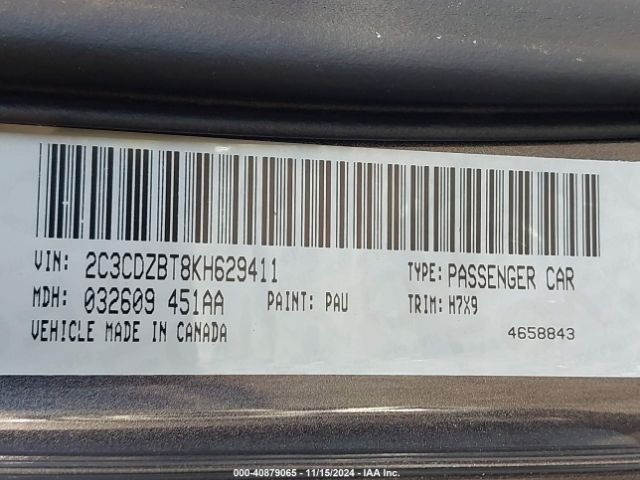 VIN: 2C3CDZBT8KH629411 TYPE: PASSENGER CAR
MDH: 032609 451AA PAINT: PAU TRIM: H7X9
VEHICLE MADE IN CANADA 4658843
000-40879065 - 11/15/2024 - IAA Inc.